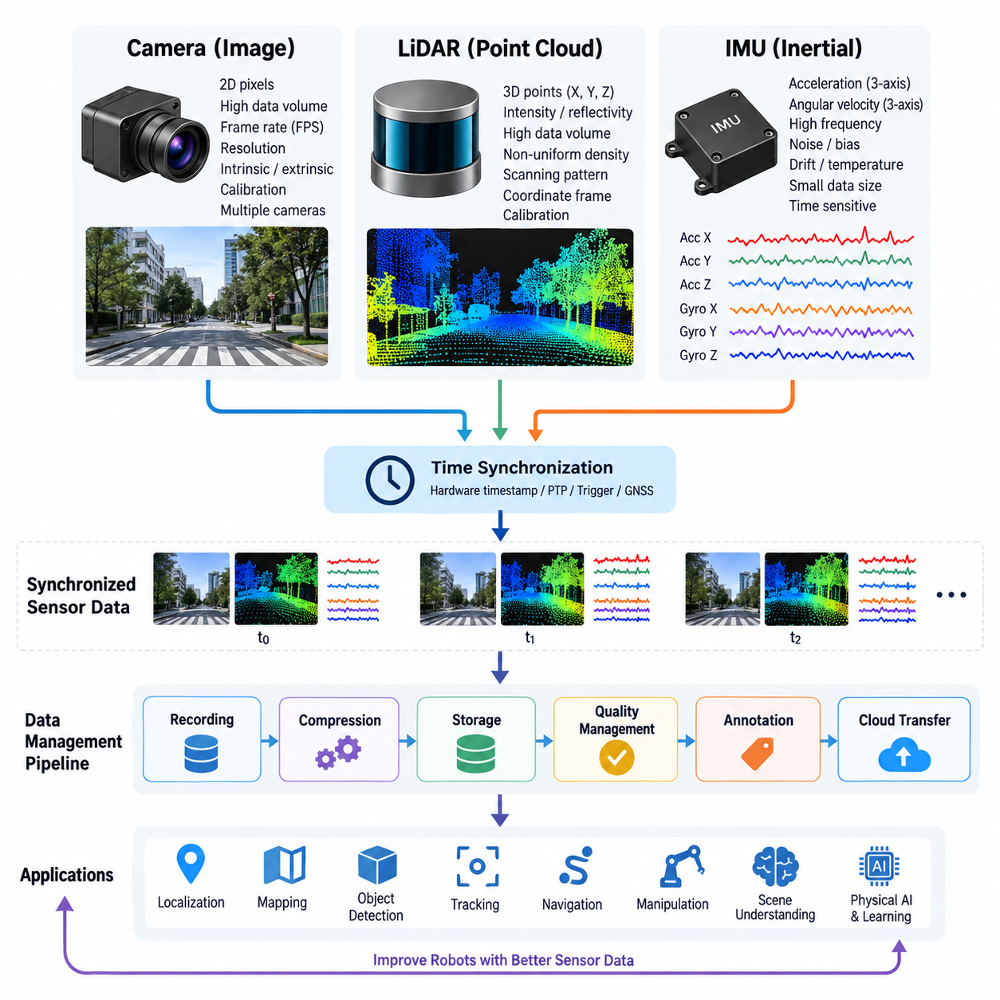 Camera (Image)
2D pixels
High data volume
Frame rate (FPS)
Resolution
Intrinsic / extrinsic
Calibration
Multiple cameras
LiDAR (Point Cloud)
3D points (X, Y, Z)
Intensity / reflectivity
High data volume
Non-uniform density
Scanning pattern
Coordinate frame
Calibration
IMU (Inertial)
IMU
Acceleration (3-axis)
Angular velocity (3-axis)
High frequency
Noise / bias
Drift / temperature
Small data size
Time sensitive
Acc X
Acc Y
Acc Z
Gyro X
Gyro Y
Gyro Z
Time Synchronization
Hardware timestamp / PTP / Trigger / GNSS
Synchronized
Sensor Data
t₀
t₁
t₂
...
Data
Management
Pipeline
Recording
Compression
Storage
Quality
Management
Annotation
Cloud Transfer
Applications
Localization
Mapping
Object
Detection
Tracking
Navigation
Manipulation
Scene
Understanding
AI
Physical AI
& Learning
Improve Robots with Better Sensor Data